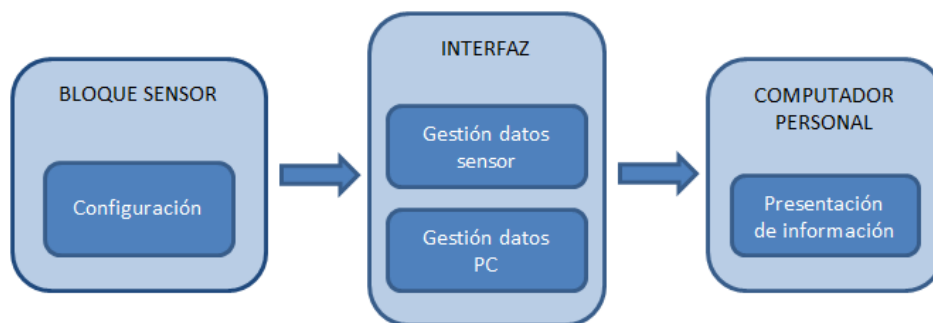 BLOQUE SENSOR
Configuración
INTERFAZ
Gestión datos
sensor
Gestión datos
PC
COMPUTADOR
PERSONAL
Presentación
de información